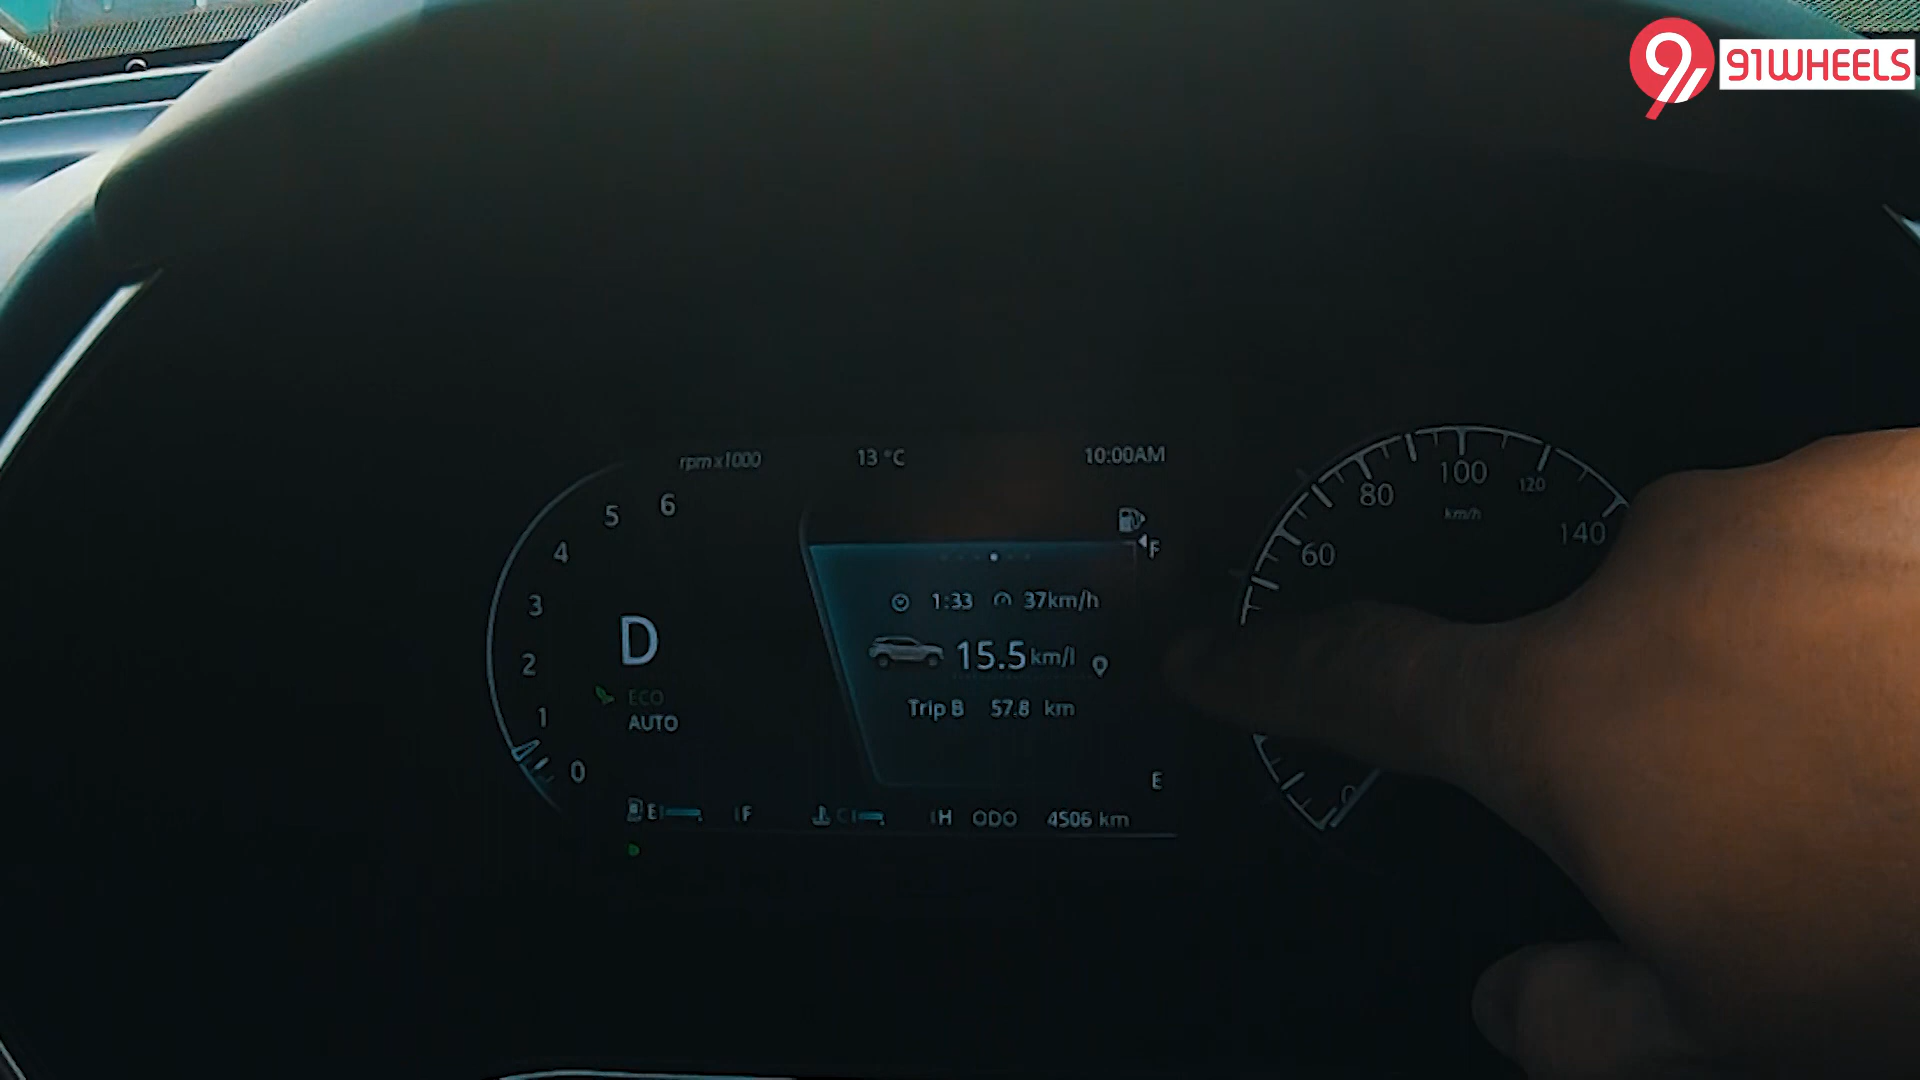 91WHEELS
rpm x1000
13 °C
10:00AM
6
5
4
3
2
1
0
D
ECO
AUTO
F
1:33 37km/h
15.5 km/l
Trip B 57.8 km
E
E F C H ODO 4506 km
60
80
100
120
140
km/h
0